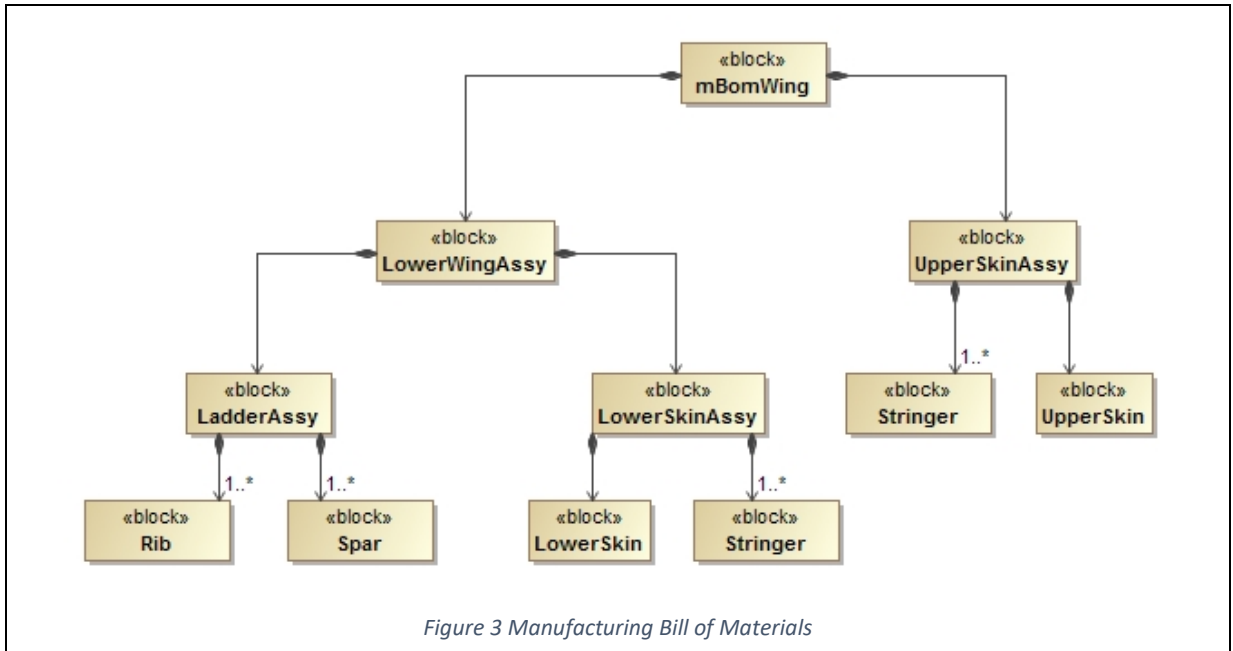 «block»
mBomWing
«block»
LowerWingAssy
«block»
UpperSkinAssy
1..*
«block»
LadderAssy
«block»
LowerSkinAssy
«block»
Stringer
«block»
UpperSkin
1..*
1..*
1..*
«block»
Rib
«block»
Spar
«block»
LowerSkin
«block»
Stringer
Figure 3 Manufacturing Bill of Materials